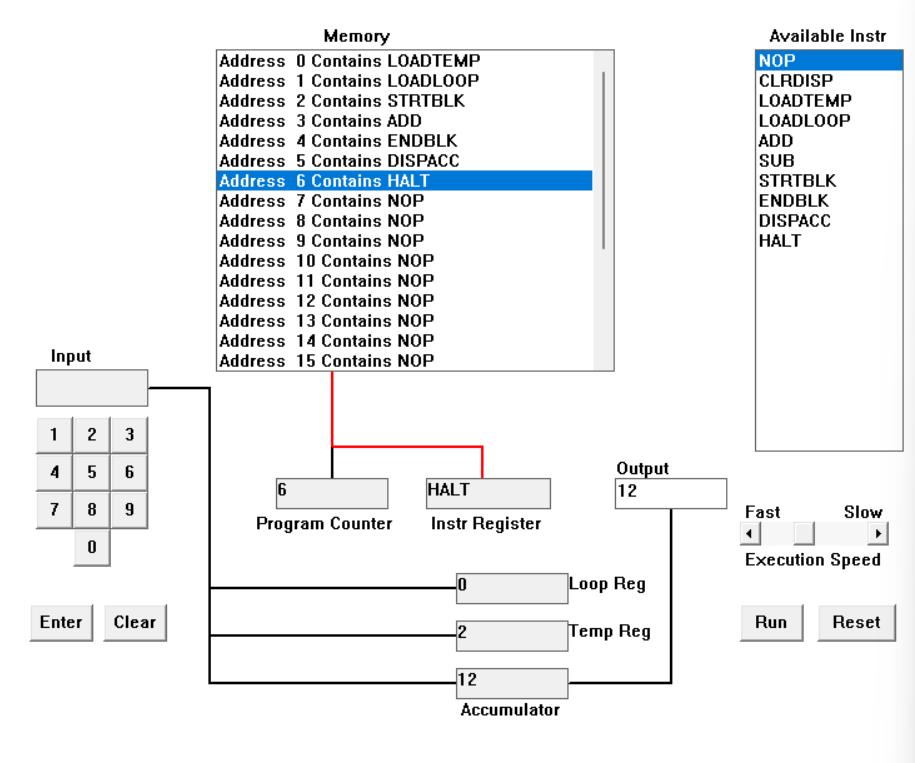 Memory
Address 0 Contains LOADTEMP
Address 1 Contains LOADLOOP
Address 2 Contains STRTBLK
Address 3 Contains ADD
Address 4 Contains ENDBLK
Address 5 Contains DISPACC
Address 6 Contains HALT
Address 7 Contains NOP
Address 8 Contains NOP
Address 9 Contains NOP
Address 10 Contains NOP
Address 11 Contains NOP
Address 12 Contains NOP
Address 13 Contains NOP
Address 14 Contains NOP
Address 15 Contains NOP
Available Instr
NOP
CLRDISP
LOADTEMP
LOADLOOP
ADD
SUB
STRTBLK
ENDBLK
DISPACC
HALT
Input
1 2 3
4 5 6
7 8 9
0
Enter Clear
6
Program Counter
HALT
Instr Register
Output
12
Fast Slow
Execution Speed
0 Loop Reg
2 Temp Reg
12
Accumulator
Run Reset